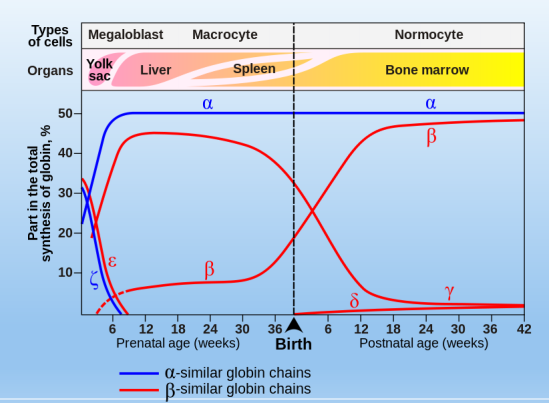 Types of cells
Megaloblast
Macrocyte
Normocyte
Organs
Yolk sac
Liver
Spleen
Bone marrow
Part in the total synthesis of globin, %
50
40
30
20
10
α
α
β
β
ε
ζ
γ
δ
6 12 18 24 30 36 6 12 18 24 30 36 42
Prenatal age (weeks)
Birth
Postnatal age (weeks)
α-similar globin chains
β-similar globin chains